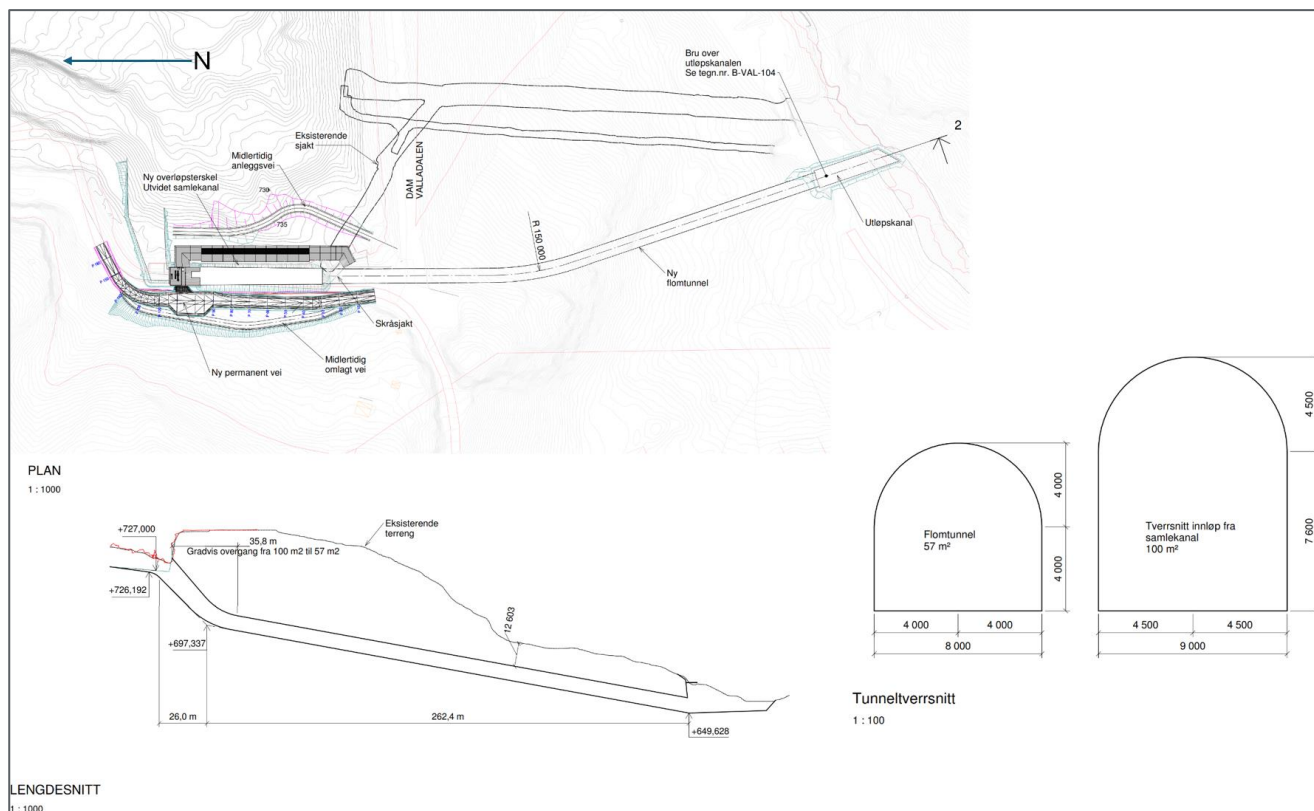 N
Bru over
utløpskanalen
Se tegn.nr. B-VAL-104
2
Eksisterende
sjakt
Midlertidig
anleggsvei
Ny overløpsterskel
Utvidet samlekanal
739
735
DAM
VALLADALEN
R 150 000
Utløpskanal
Ny
flomtunnel
Skråsjakt
Midlertidig
omlagt vei
Ny permanent vei
PLAN
1 : 1000
+727,000
Eksisterende
terreng
35,8 m
Gradvis overgang fra 100 m2 til 57 m2
+726,192
+697,337
12 603
26,0 m
262,4 m
+649,628
LENGDESNITT
1 : 1000
Flomtunnel
57 m²
4 000
4 000
4 000
4 000
8 000
Tverrsnitt innløp fra
samlekanal
100 m²
4 500
7 600
4 500
4 500
9 000
Tunneltverrsnitt
1 : 100